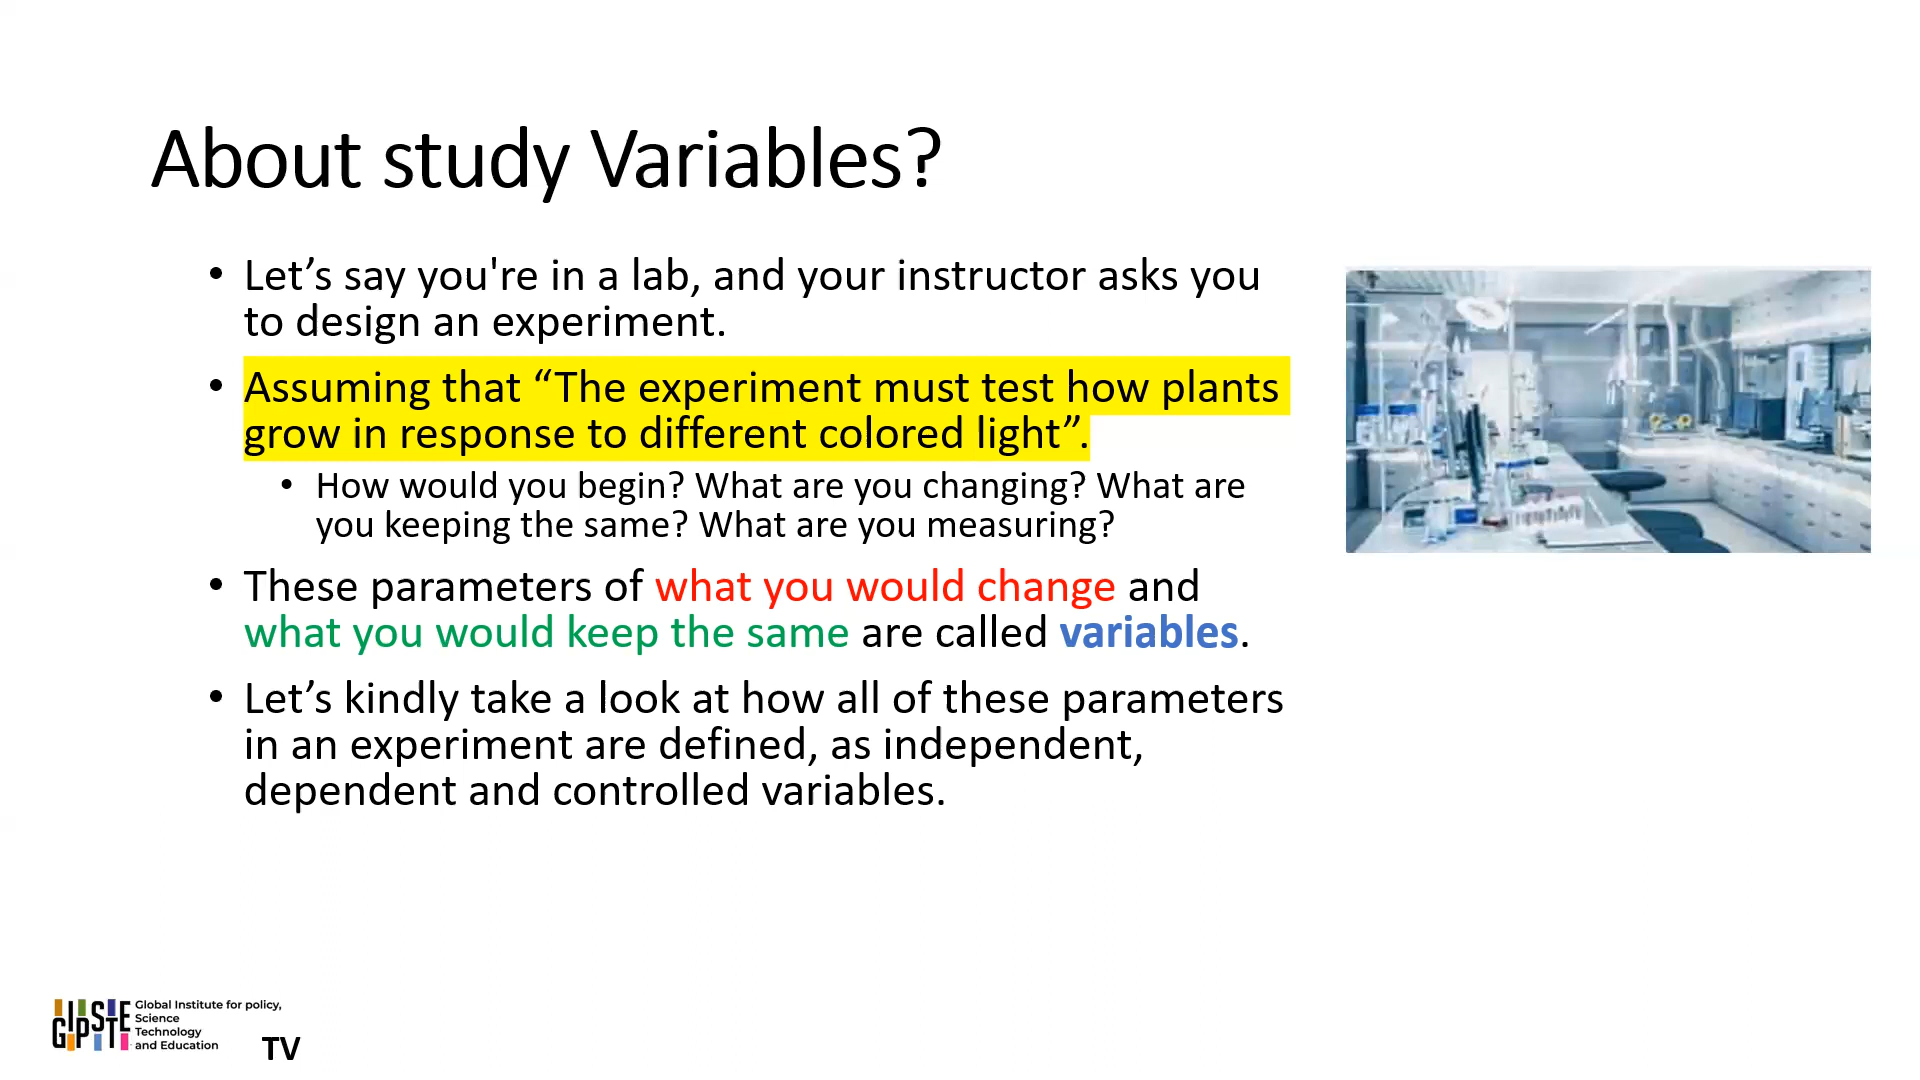 About study Variables?
• Let’s say you're in a lab, and your instructor asks you
to design an experiment.
• Assuming that “The experiment must test how plants
grow in response to different colored light”.
• How would you begin? What are you changing? What are
you keeping the same? What are you measuring?
• These parameters of what you would change and
what you would keep the same are called variables.
• Let’s kindly take a look at how all of these parameters
in an experiment are defined, as independent,
dependent and controlled variables.
GIPSTE
Global Institute for policy,
Science
Technology
and Education
TV